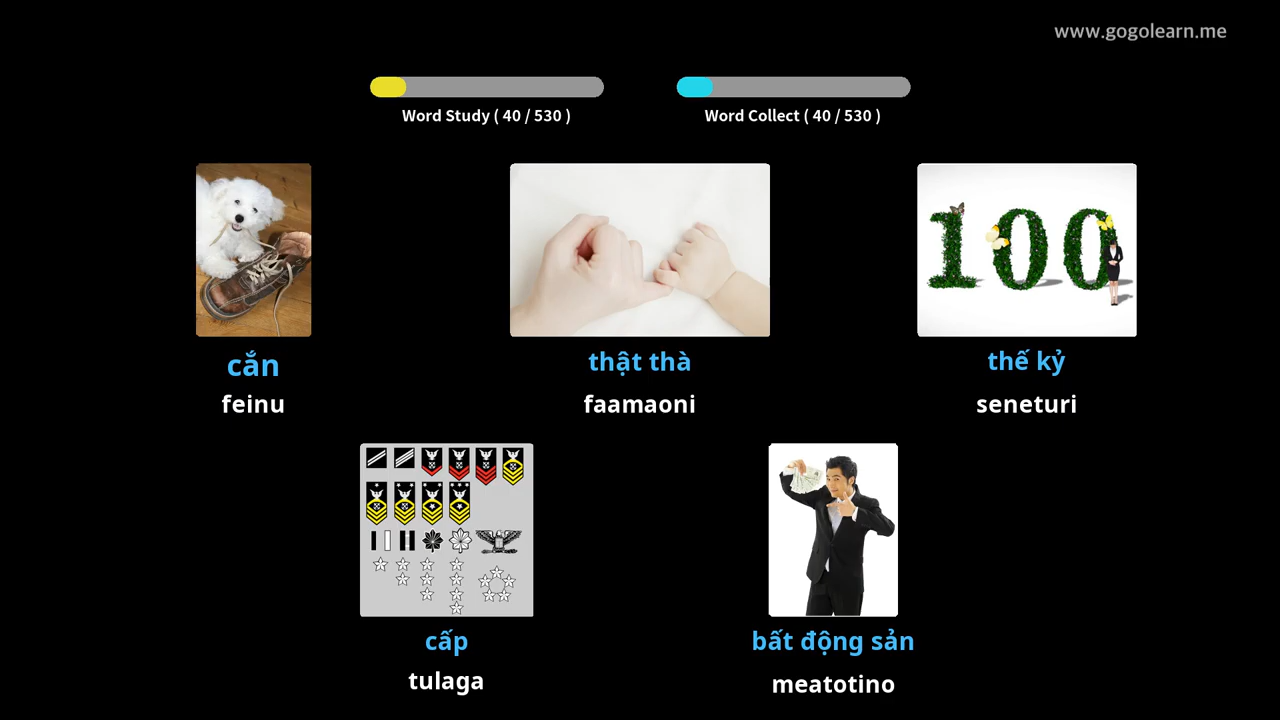 www.gogolearn.me
Word Study ( 40 / 530 )
Word Collect ( 40 / 530 )
cắn
feinu
thật thà
faamaoni
thế kỷ
seneturi
cấp
tulaga
bất động sản
meatotino